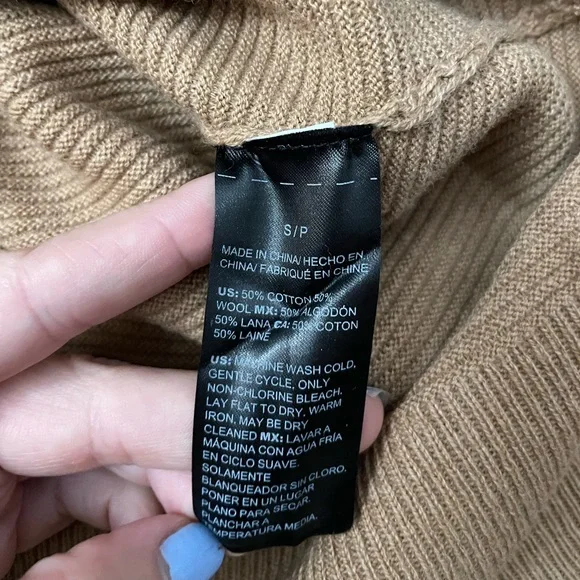 S/P
MADE IN CHINA/ HECHO EN
CHINA/ FABRIQUÉ EN CHINE
US: 50% COTTON 50%
WOOL MX: 50% ALGODÓN
50% LANA CA: 50% COTON
50% LAINE
US: MACHINE WASH COLD,
GENTLE CYCLE, ONLY
NON-CHLORINE BLEACH,
LAY FLAT TO DRY, WARM
IRON, MAY BE DRY
CLEANED MX: LAVAR A
MÁQUINA CON AGUA FRÍA
EN CICLO SUAVE.
SOLAMENTE
BLANQUEADOR SIN CLORO.
PONER EN UN LUGAR
PLANO PARA SECAR.
PLANCHAR A
TEMPERATURA MEDIA,